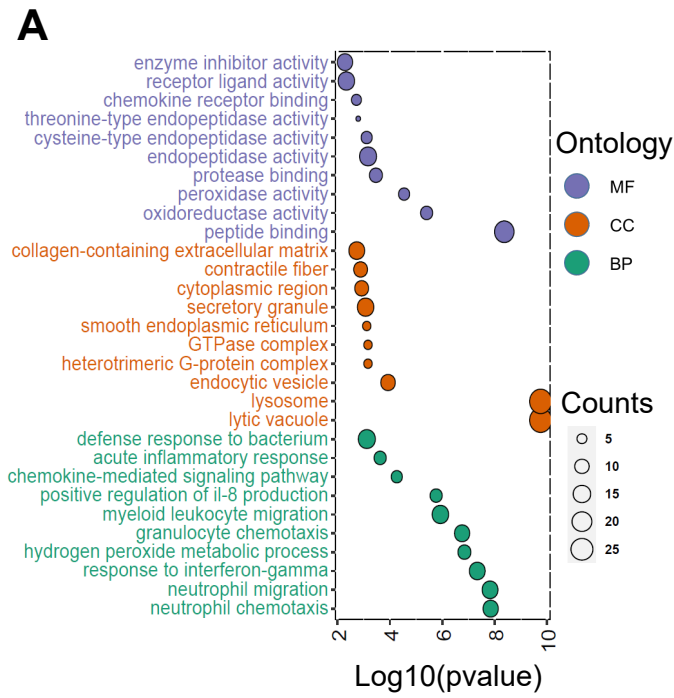 A
enzyme inhibitor activity
receptor ligand activity
chemokine receptor binding
threonine-type endopeptidase activity
cysteine-type endopeptidase activity
endopeptidase activity
protease binding
peroxidase activity
oxidoreductase activity
peptide binding
collagen-containing extracellular matrix
contractile fiber
cytoplasmic region
secretory granule
smooth endoplasmic reticulum
GTPase complex
heterotrimeric G-protein complex
endocytic vesicle
lysosome
lytic vacuole
defense response to bacterium
acute inflammatory response
chemokine-mediated signaling pathway
positive regulation of il-8 production
myeloid leukocyte migration
granulocyte chemotaxis
hydrogen peroxide metabolic process
response to interferon-gamma
neutrophil migration
neutrophil chemotaxis
2 4 6 8 10
Log10(pvalue)
Ontology
MF
CC
BP
Counts
5
10
15
20
25